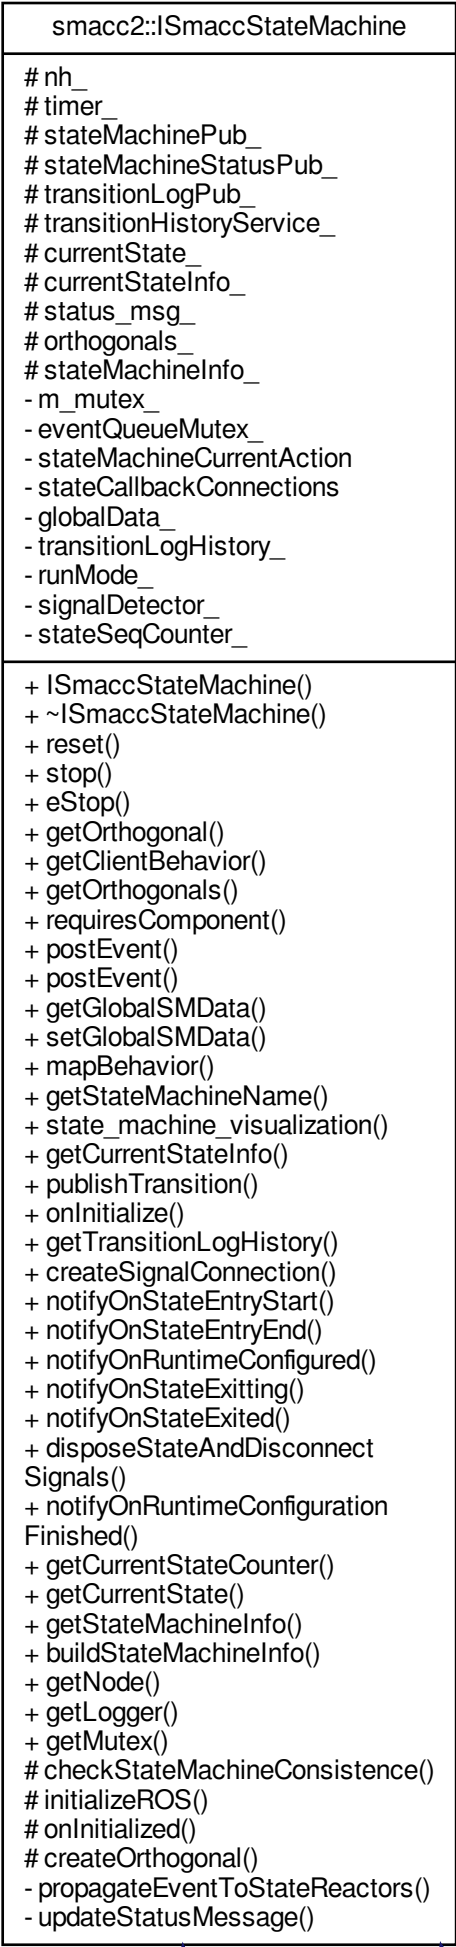 smacc2::ISmaccStateMachine
# nh_
# timer_
# stateMachinePub_
# stateMachineStatusPub_
# transitionLogPub_
# transitionHistoryService_
# currentState_
# currentStateInfo_
# status_msg_
# orthogonals_
# stateMachineInfo_
- m_mutex_
- eventQueueMutex_
- stateMachineCurrentAction
- stateCallbackConnections
- globalData_
- transitionLogHistory_
- runMode_
- signalDetector_
- stateSeqCounter_
+ ISmaccStateMachine()
+ ~ISmaccStateMachine()
+ reset()
+ stop()
+ eStop()
+ getOrthogonal()
+ getClientBehavior()
+ getOrthogonals()
+ requiresComponent()
+ postEvent()
+ postEvent()
+ getGlobalSMData()
+ setGlobalSMData()
+ mapBehavior()
+ getStateMachineName()
+ state_machine_visualization()
+ getCurrentStateInfo()
+ publishTransition()
+ onInitialize()
+ getTransitionLogHistory()
+ createSignalConnection()
+ notifyOnStateEntryStart()
+ notifyOnStateEntryEnd()
+ notifyOnRuntimeConfigured()
+ notifyOnStateExitting()
+ notifyOnStateExited()
+ disposeStateAndDisconnect
Signals()
+ notifyOnRuntimeConfiguration
Finished()
+ getCurrentStateCounter()
+ getCurrentState()
+ getStateMachineInfo()
+ buildStateMachineInfo()
+ getNode()
+ getLogger()
+ getMutex()
# checkStateMachineConsistence()
# initializeROS()
# onInitialized()
# createOrthogonal()
- propagateEventToStateReactors()
- updateStatusMessage()